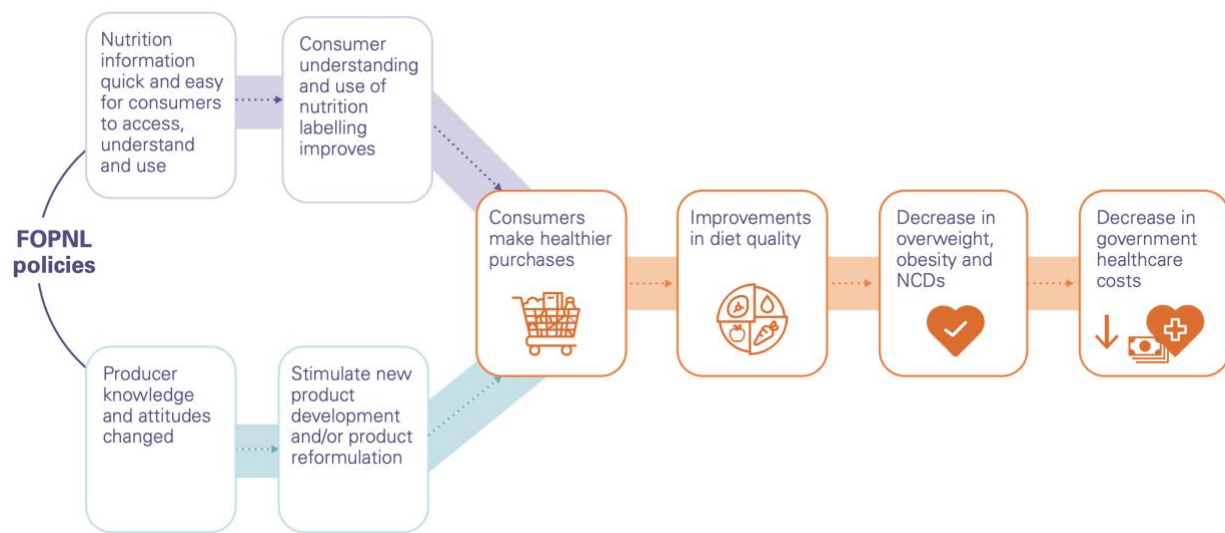 Nutrition
information
quick and easy
for consumers
to access,
understand
and use
Consumer
understanding
and use of
nutrition
labelling
improves
FOPNL
policies
Producer
knowledge
and attitudes
changed
Stimulate new
product
development
and/or product
reformulation
Consumers
make healthier
purchases
Improvements
in diet quality
Decrease in
overweight,
obesity and
NCDs
Decrease in
government
healthcare
costs